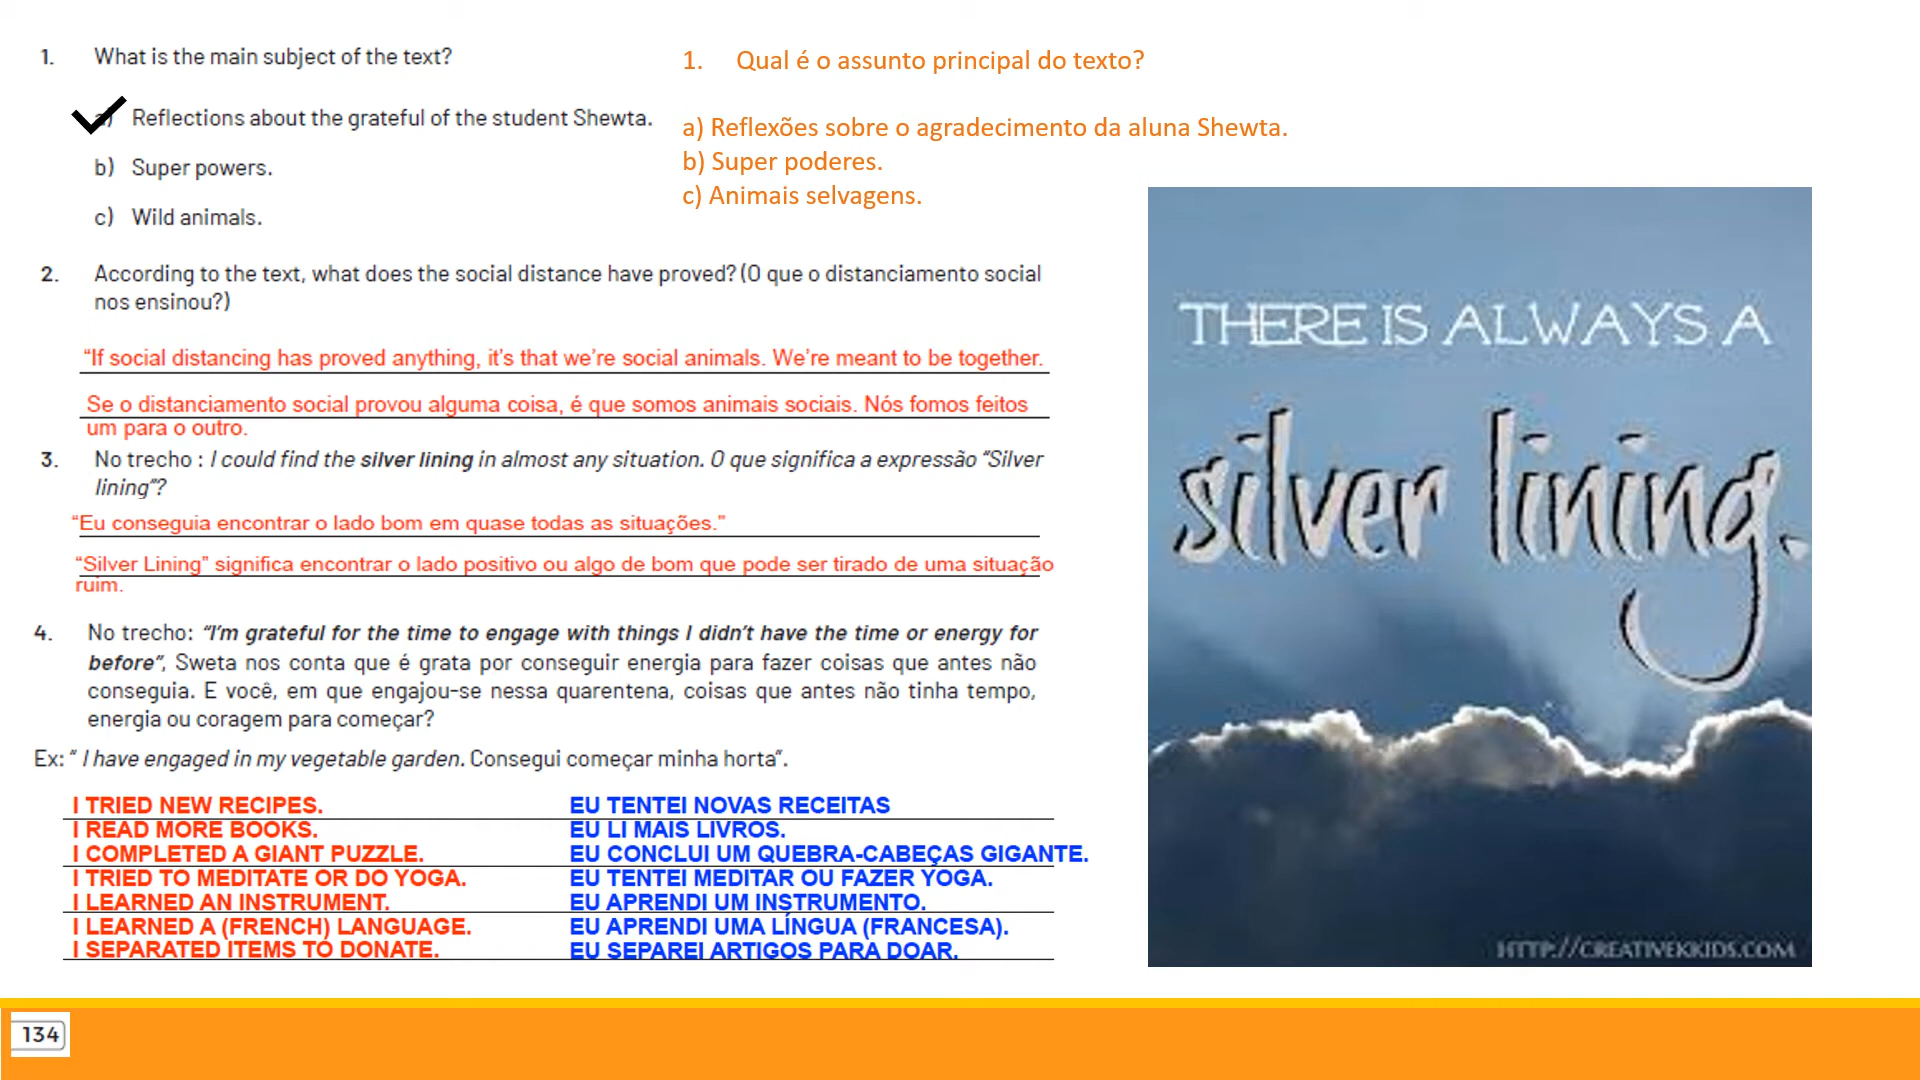 1. What is the main subject of the text?
a) Reflections about the grateful of the student Shewta.
b) Super powers.
c) Wild animals.
1. Qual é o assunto principal do texto?
a) Reflexões sobre o agradecimento da aluna Shewta.
b) Super poderes.
c) Animais selvagens.
2. According to the text, what does the social distance have proved? (O que o distanciamento social
nos ensinou?)
“If social distancing has proved anything, it’s that we’re social animals. We’re meant to be together.
Se o distanciamento social provou alguma coisa, é que somos animais sociais. Nós fomos feitos
um para o outro.
3. No trecho : I could find the silver lining in almost any situation. O que significa a expressão “Silver
lining”?
“Eu conseguia encontrar o lado bom em quase todas as situações.”
“Silver Lining” significa encontrar o lado positivo ou algo de bom que pode ser tirado de uma situação
ruim.
4. No trecho: “I’m grateful for the time to engage with things I didn’t have the time or energy for
before”, Sweta nos conta que é grata por conseguir energia para fazer coisas que antes não
conseguia. E você, em que engajou-se nessa quarentena, coisas que antes não tinha tempo,
energia ou coragem para começar?
Ex: “ I have engaged in my vegetable garden. Consegui começar minha horta”.
I TRIED NEW RECIPES. EU TENTEI NOVAS RECEITAS
I READ MORE BOOKS. EU LI MAIS LIVROS.
I COMPLETED A GIANT PUZZLE. EU CONCLUI UM QUEBRA-CABEÇAS GIGANTE.
I TRIED TO MEDITATE OR DO YOGA. EU TENTEI MEDITAR OU FAZER YOGA.
I LEARNED AN INSTRUMENT. EU APRENDI UM INSTRUMENTO.
I LEARNED A (FRENCH) LANGUAGE. EU APRENDI UMA LÍNGUA (FRANCESA).
I SEPARATED ITEMS TO DONATE. EU SEPAREI ARTIGOS PARA DOAR.
THERE IS ALWAYS A
silver lining.
HTTP://CREATIVEKKIDS.COM
134